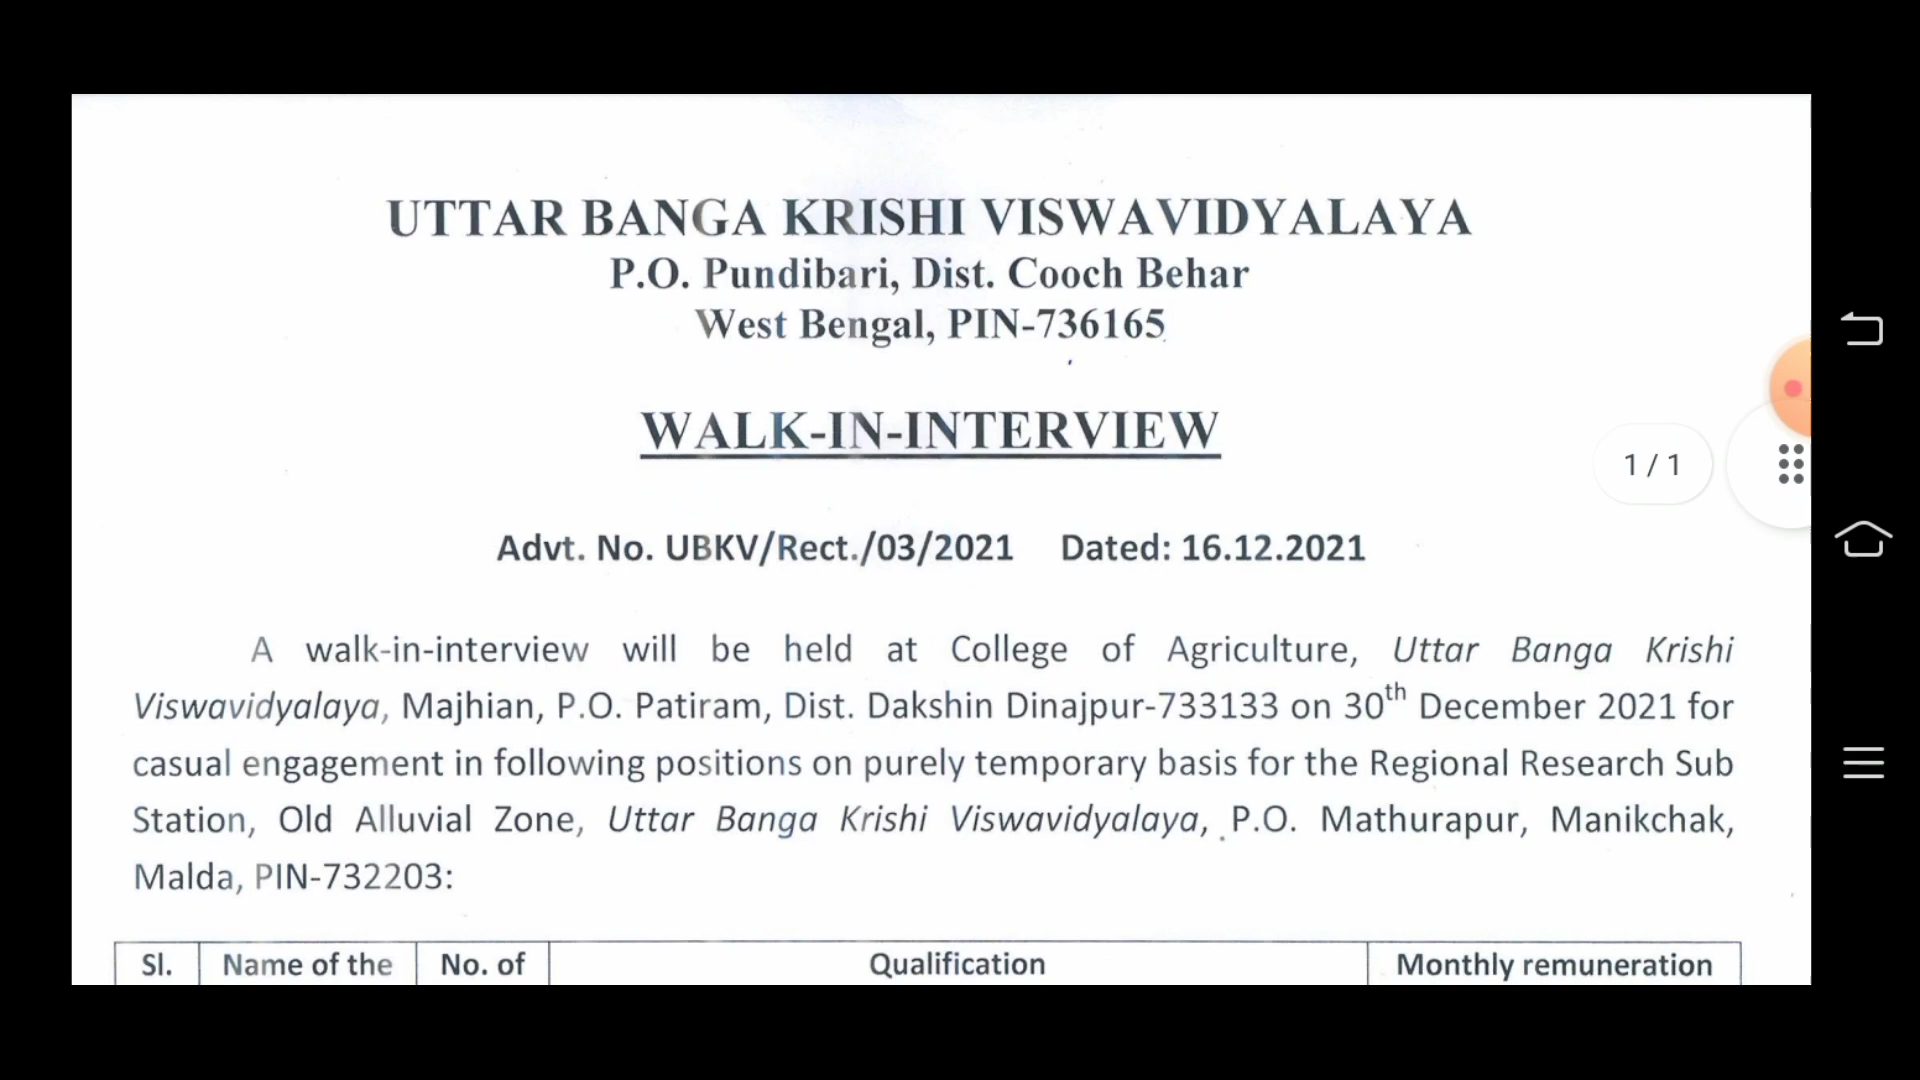 UTTAR BANGA KRISHI VISWAVIDYALAYA
P.O. Pundibari, Dist. Cooch Behar
West Bengal, PIN-736165
WALK-IN-INTERVIEW
1 / 1
Advt. No. UBKV/Rect./03/2021 Dated: 16.12.2021
A walk-in-interview will be held at College of Agriculture, Uttar Banga Krishi
Viswavidyalaya, Majhian, P.O. Patiram, Dist. Dakshin Dinajpur-733133 on 30th December 2021 for
casual engagement in following positions on purely temporary basis for the Regional Research Sub
Station, Old Alluvial Zone, Uttar Banga Krishi Viswavidyalaya, P.O. Mathurapur, Manikchak,
Malda, PIN-732203:
Sl. Name of the No. of Qualification Monthly remuneration